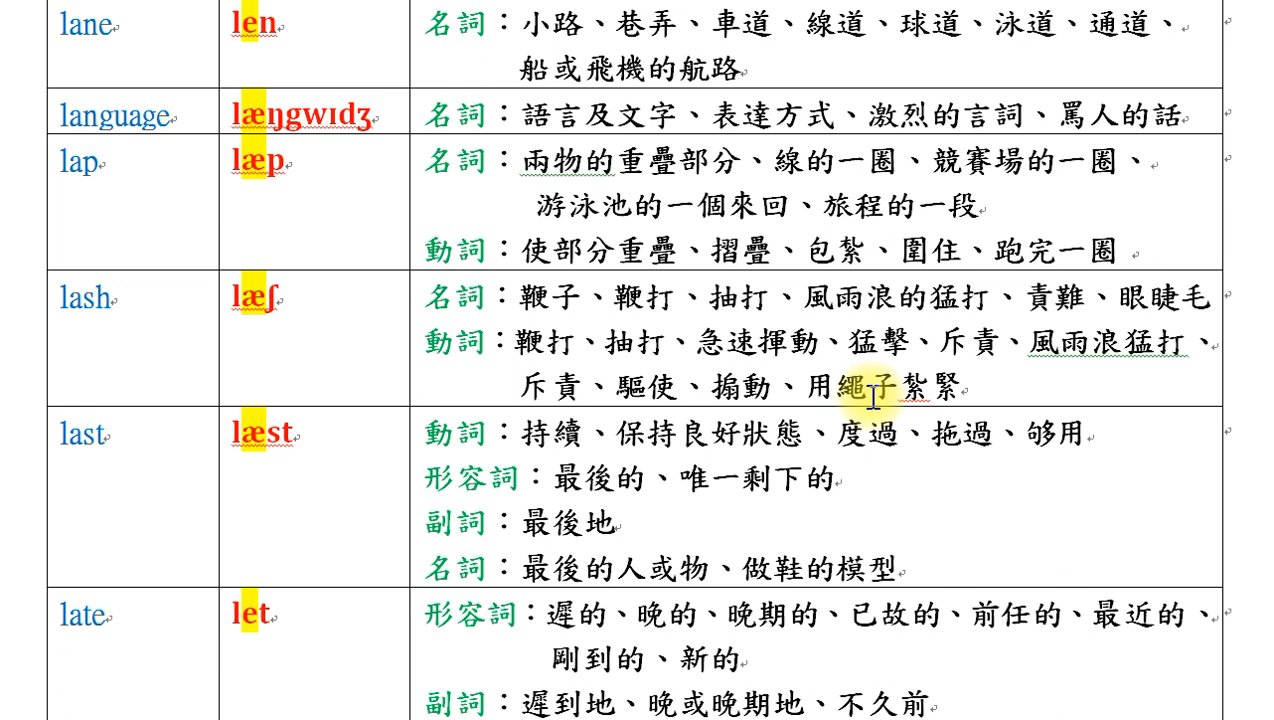 lane len 名詞：小路、巷弄、車道、線道、球道、泳道、通道、
船或飛機的航路
language læŋgwɪdʒ 名詞：語言及文字、表達方式、激烈的言詞、罵人的話
lap læp 名詞：兩物的重疊部分、線的一圈、競賽場的一圈、
游泳池的一個來回、旅程的一段
動詞：使部分重疊、摺疊、包紮、圍住、跑完一圈
lash læʃ 名詞：鞭子、鞭打、抽打、風雨浪的猛打、責難、眼睫毛
動詞：鞭打、抽打、急速揮動、猛擊、斥責、風雨浪猛打、
斥責、驅使、搧動、用繩子紮緊
last læst 動詞：持續、保持良好狀態、度過、拖過、够用
形容詞：最後的、唯一剩下的
副詞：最後地
名詞：最後的人或物、做鞋的模型
late let 形容詞：遲的、晚的、晚期的、已故的、前任的、最近的、
剛到的、新的
副詞：遲到地、晚或晚期地、不久前